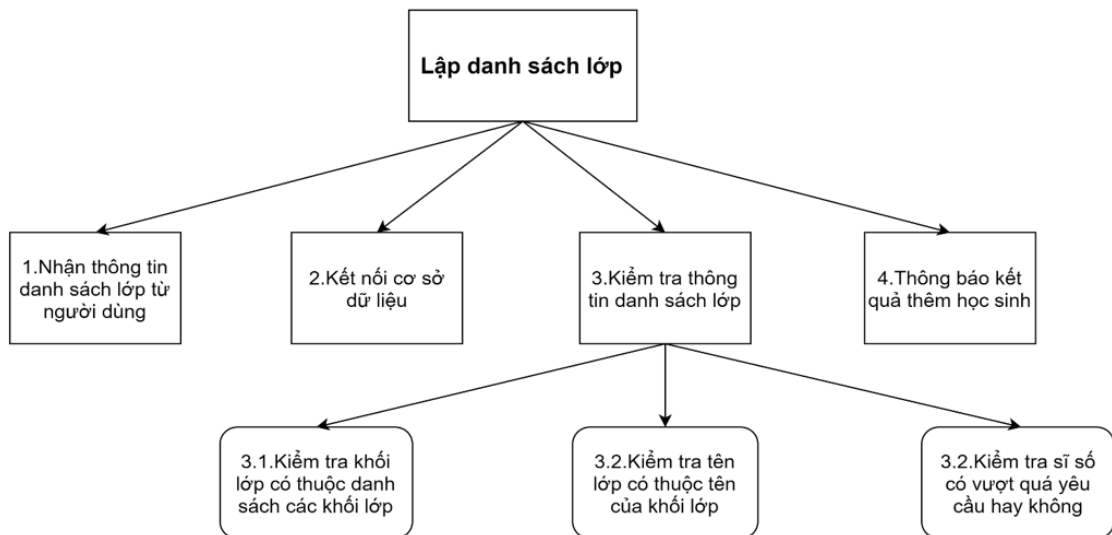 Lập danh sách lớp
1.Nhận thông tin
danh sách lớp từ
người dùng
2.Kết nối cơ sở
dữ liệu
3.Kiểm tra thông
tin danh sách lớp
4.Thông báo kết
quả thêm học sinh
3.1.Kiểm tra khối
lớp có thuộc danh
sách các khối lớp
3.2.Kiểm tra tên
lớp có thuộc tên
của khối lớp
3.2.Kiểm tra sĩ số
có vượt quá yêu
cầu hay không